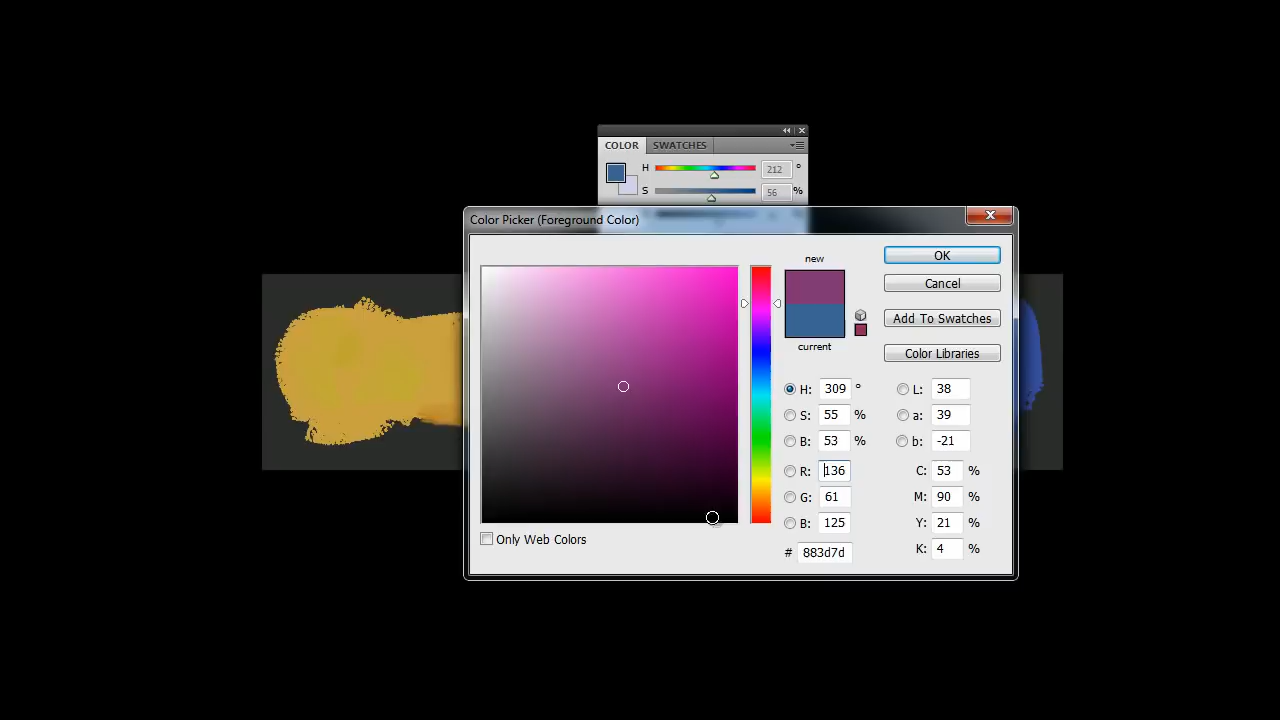 COLOR SWATCHES
H 212 °
S 56 %
Color Picker (Foreground Color)
new
current
OK
Cancel
Add To Swatches
Color Libraries
H: 309 ° L: 38
S: 55 % a: 39
B: 53 % b: -21
R: 136 C: 53 %
G: 61 M: 90 %
B: 125 Y: 21 %
# 883d7d K: 4 %
Only Web Colors